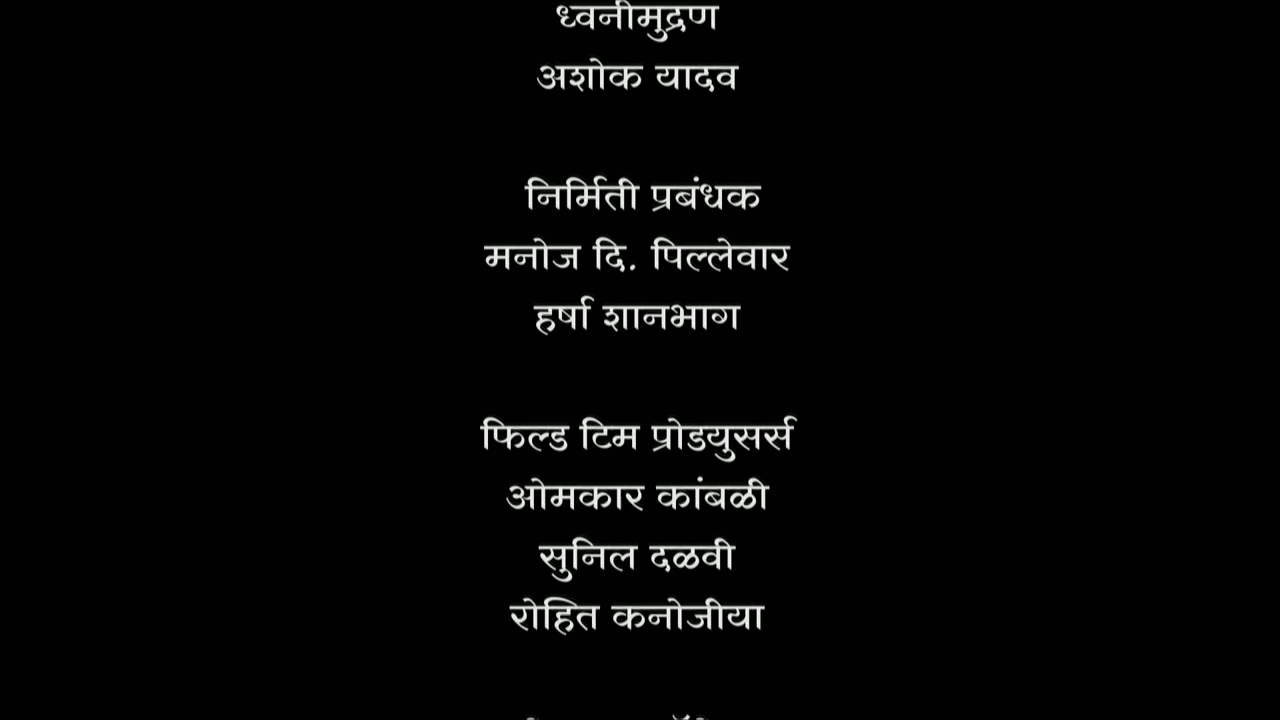 ध्वनीमुद्रण
अशोक यादव
निर्मिती प्रबंधक
मनोज दि. पिल्लेवार
हर्षा शानभाग
फिल्ड टिम प्रोडयुसर्स
ओमकार कांबळी
सुनिल दळवी
रोहित कनोजीया